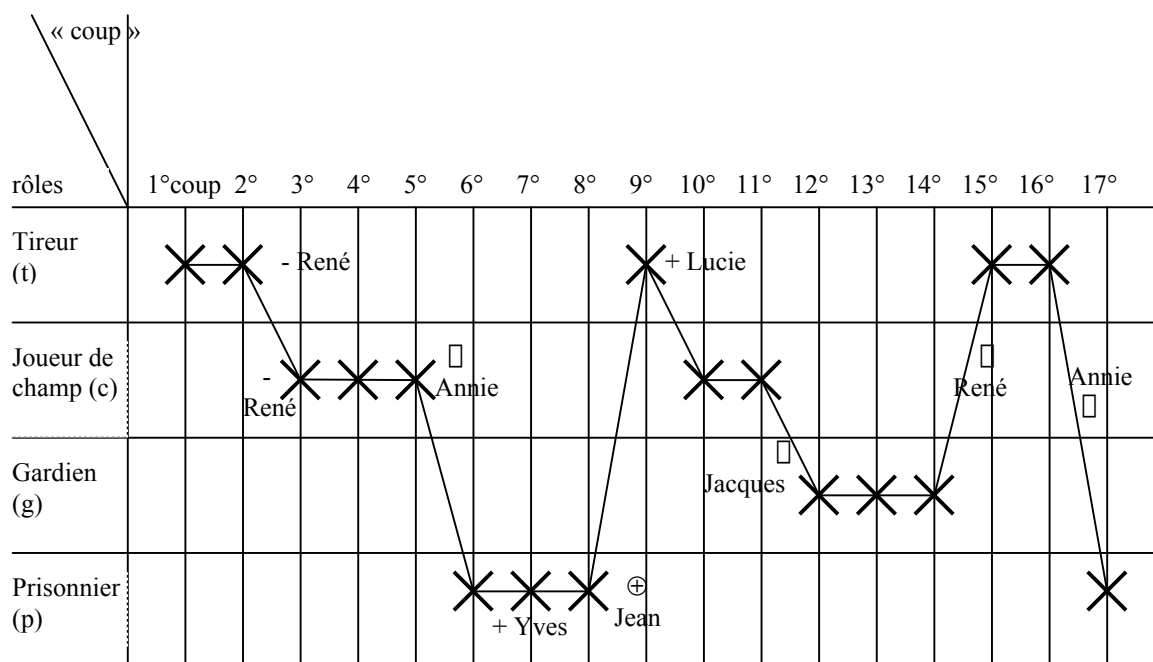 « coup »
rôles 1°coup 2° 3° 4° 5° 6° 7° 8° 9° 10° 11° 12° 13° 14° 15° 16° 17°
Tireur
(t)
- René
+ Lucie
Joueur de
champ (c)
-
René
Annie
René
Annie
Gardien
(g)
Jacques
Prisonnier
(p)
+ Yves
⊕
Jean